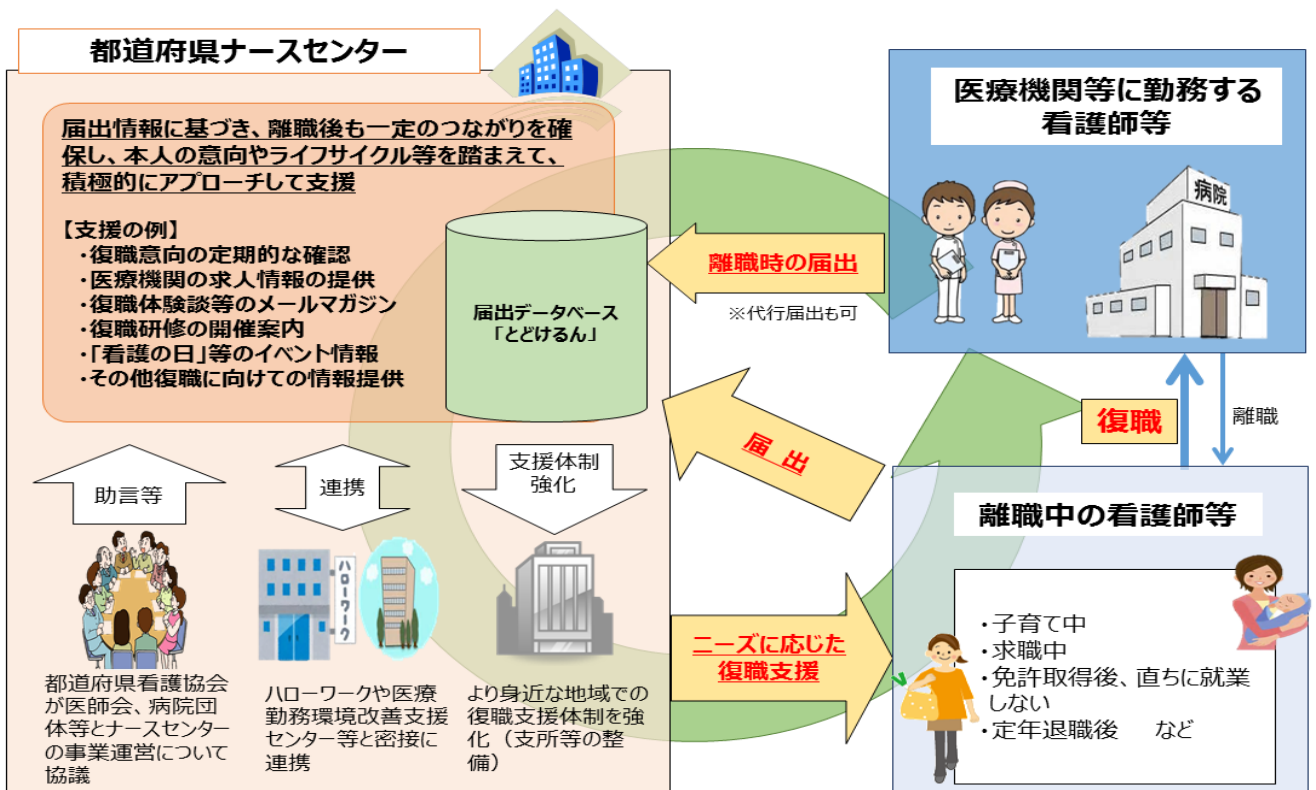 都道府県ナースセンター
届出情報に基づき、離職後も一定のつながりを確
保し、本人の意向やライフサイクル等を踏まえて、
積極的にアプローチして支援
【支援の例】
・復職意向の定期的な確認
・医療機関の求人情報の提供
・復職体験談等のメールマガジン
・復職研修の開催案内
・「看護の日」等のイベント情報
・その他復職に向けての情報提供
届出データベース
「とどけるん」
助言等
連携
支援体制
強化
ハローワーク
都道府県看護協会
が医師会、病院団
体等とナースセンター
の事業運営について
協議
ハローワークや医療
勤務環境改善支援
センター等と密接に
連携
より身近な地域での
復職支援体制を強
化（支所等の整
備）
離職時の届出
※代行届出も可
届 出
ニーズに応じた
復職支援
医療機関等に勤務する
看護師等
病院
復職
離職
離職中の看護師等
・子育て中
・求職中
・免許取得後、直ちに就業
しない
・定年退職後　など